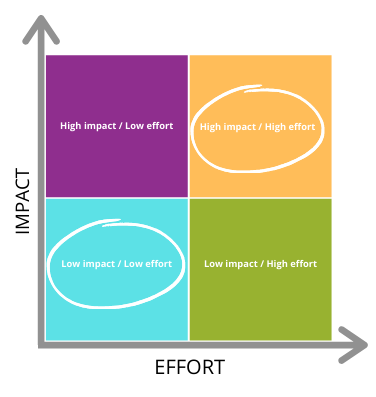 IMPACT
High impact / Low effort
High impact / High effort
Low impact / Low effort
Low impact / High effort
EFFORT